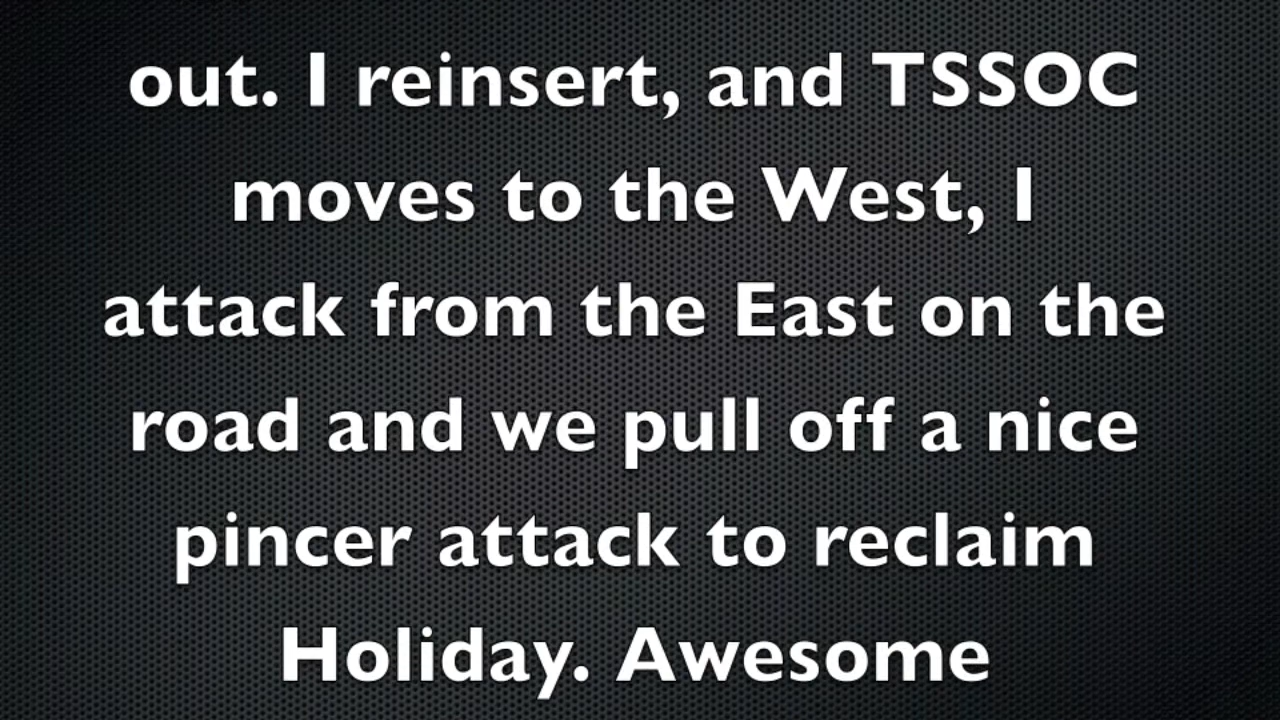 out. I reinsert, and TSSOC
moves to the West, I
attack from the East on the
road and we pull off a nice
pincer attack to reclaim
Holiday. Awesome